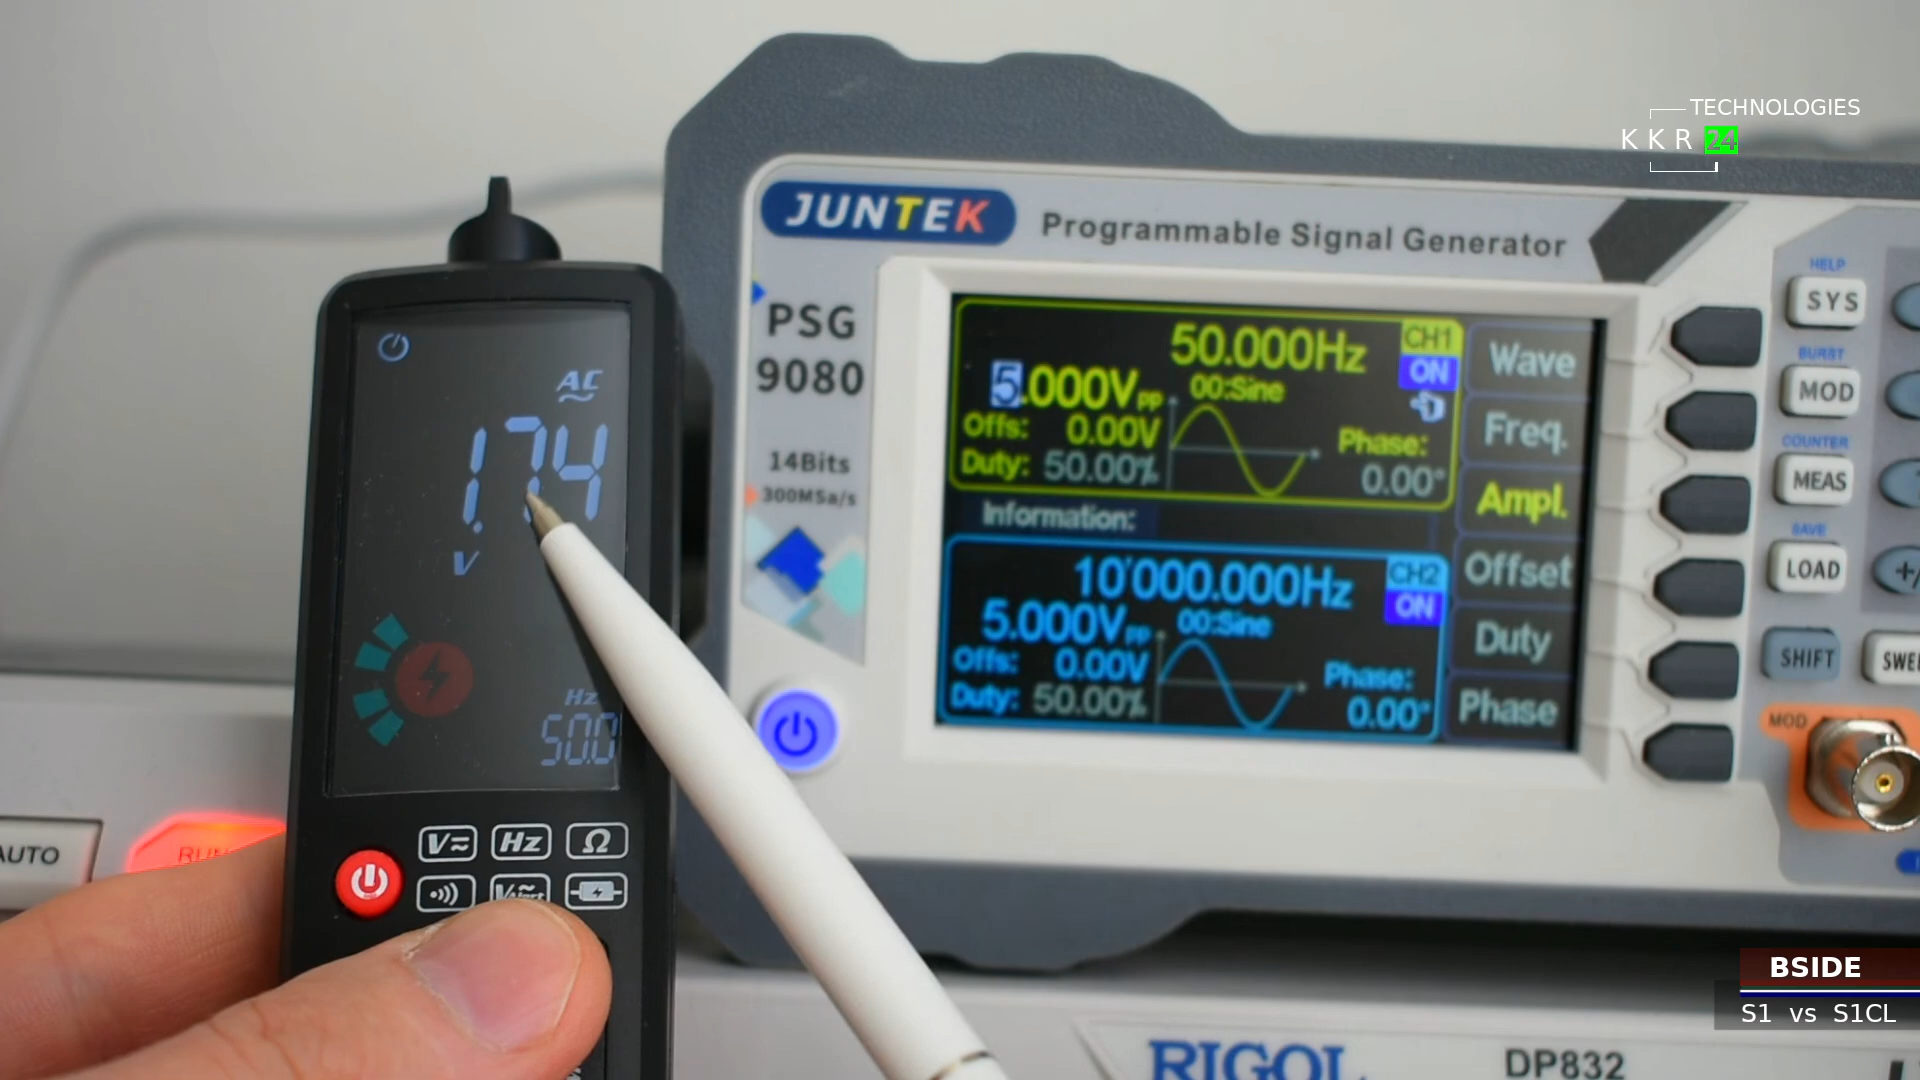 TECHNOLOGIES
KKR 24
JUNTEK Programmable Signal Generator
PSG
9080
14Bits
300MSa/s
50.000Hz
CH1
ON
5.000Vpp
00:Sine
Offs: 0.00V
Phase:
Duty: 50.00%
0.00°
Information:
10'000.000Hz
CH2
ON
5.000Vpp
00:Sine
Offs: 0.00V
Phase:
Duty: 50.00%
0.00°
Wave
Freq.
Ampl.
Offset
Duty
Phase
HELP
SYS
BURST
MOD
COUNTER
MEAS
SAVE
LOAD
SHIFT
MOD
AC
1.74
V
Hz
50.0
V Hz Ω
AUTO
RUN
BSIDE
S1 vs S1CL
RIGOL DP832